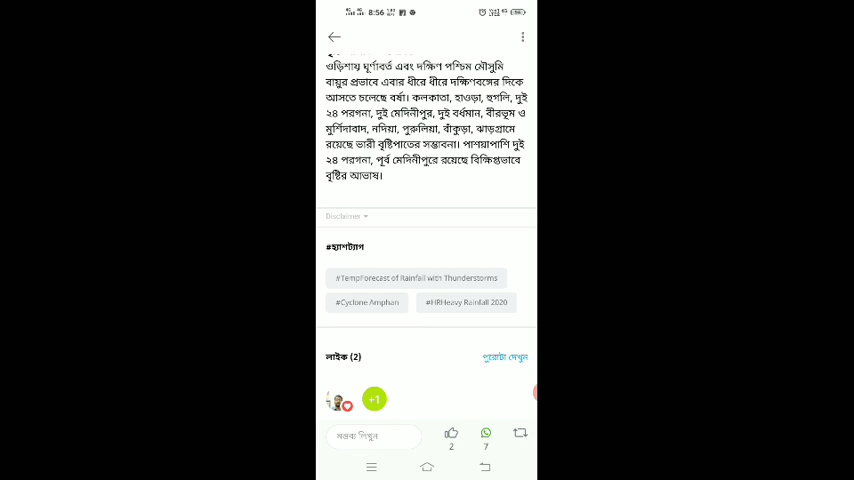 8:56
ওড়িশায় ঘূর্ণাবর্ত এবং দক্ষিণ পশ্চিম মৌসুমি
বায়ুর প্রভাবে এবার ধীরে ধীরে দক্ষিণবঙ্গের দিকে
আসতে চলেছে বর্ষা। কলকাতা, হাওড়া, হুগলি, দুই
২৪ পরগনা, দুই মেদিনীপুর, দুই বর্ধমান, বীরভূম ও
মুর্শিদাবাদ, নদিয়া, পুরুলিয়া, বাঁকুড়া, ঝাড়গ্রামে
রয়েছে ভারী বৃষ্টিপাতের সম্ভাবনা। পাশাপাশি দুই
২৪ পরগনা, পূর্ব মেদিনীপুরে রয়েছে বিক্ষিপ্তভাবে
বৃষ্টির আভাষ।
Disclaimer
#হ্যাশট্যাগ
#TempForecast of Rainfall with Thunderstorms
#Cyclone Amphan #HRHeavy Rainfall 2020
লাইক (2) পুরোটা দেখুন
+1
মন্তব্য লিখুন
2 7